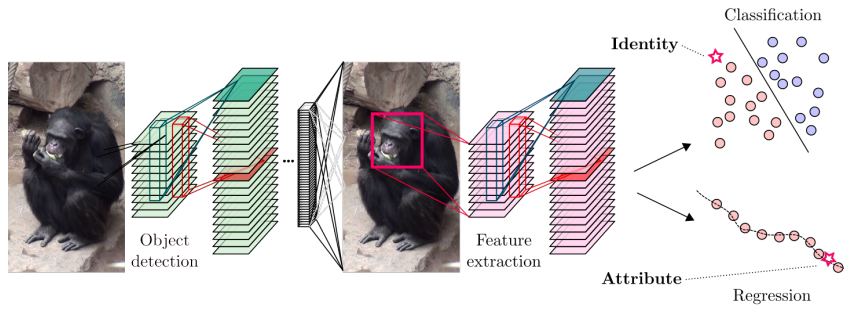 Classification
Identity
Object
detection
...
Feature
extraction
Attribute
Regression